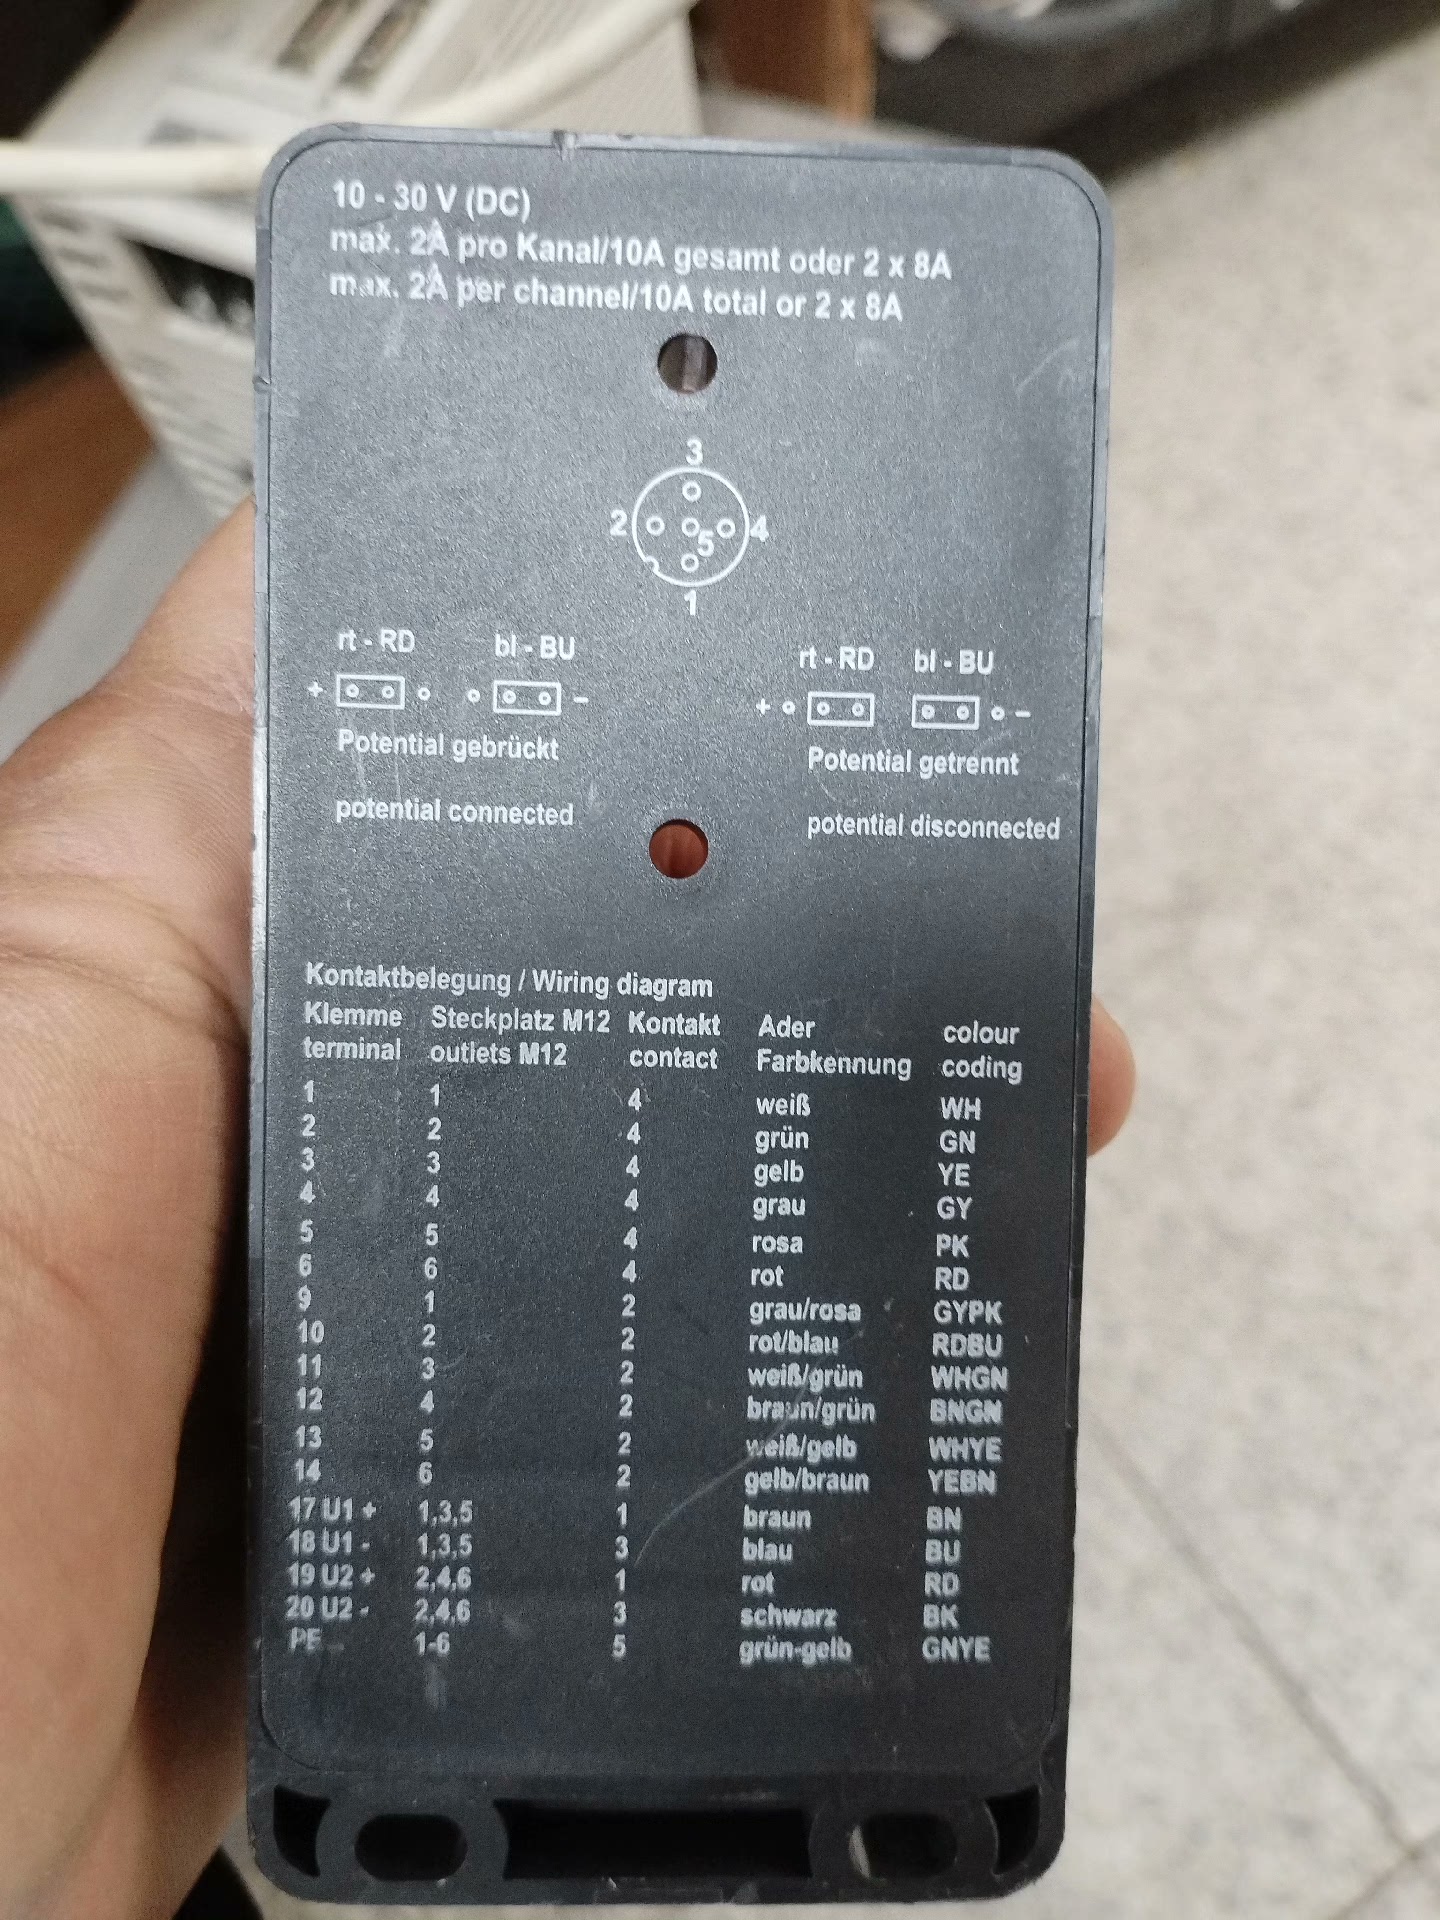 10 - 30 V (DC)
max. 2A pro Kanal/10A gesamt oder 2 x 8A
max. 2A per channel/10A total or 2 x 8A
3
2 5 4
1
rt - RD bl - BU rt - RD bl - BU
+ - + -
Potential gebrückt Potential getrennt
potential connected potential disconnected
Kontaktbelegung / Wiring diagram
Klemme Steckplatz M12 Kontakt Ader colour
terminal outlets M12 contact Farbkennung coding
1 1 4 weiß WH
2 2 4 grün GN
3 3 4 gelb YE
4 4 4 grau GY
5 5 4 rosa PK
6 6 4 rot RD
9 1 2 grau/rosa GYPK
10 2 2 rot/blau RDBU
11 3 2 weiß/grün WHGN
12 4 2 braun/grün BNGN
13 5 2 weiß/gelb WHYE
14 6 2 gelb/braun YEBN
17 U1 + 1,3,5 1 braun BN
18 U1 - 1,3,5 3 blau BU
19 U2 + 2,4,6 1 rot RD
20 U2 - 2,4,6 3 schwarz BK
PE 1-6 5 grün-gelb GNYE